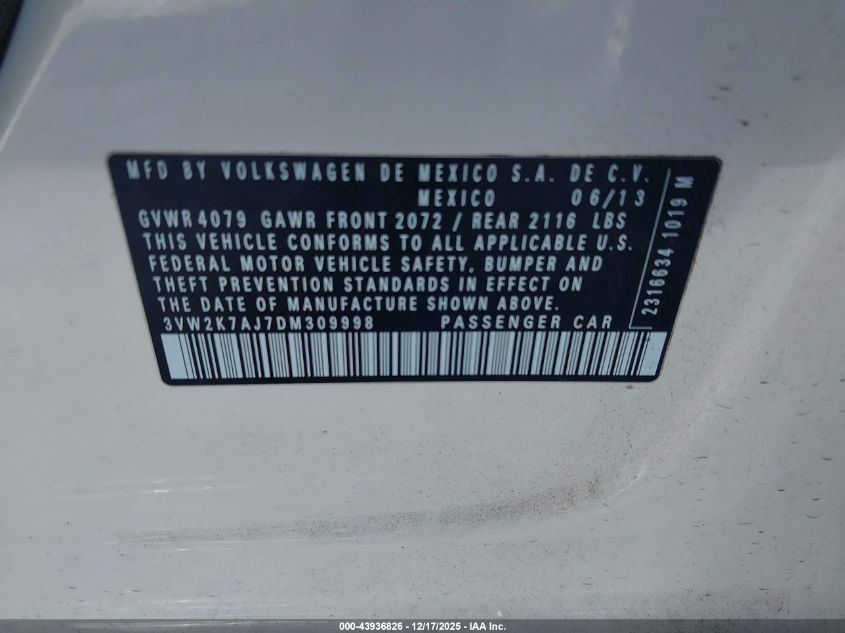 MFD BY VOLKSWAGEN DE MEXICO S.A. DE C.V.
MEXICO 06/13
GVWR 4079 GAWR FRONT 2072 / REAR 2116 LBS
THIS VEHICLE CONFORMS TO ALL APPLICABLE U.S.
FEDERAL MOTOR VEHICLE SAFETY, BUMPER AND
THEFT PREVENTION STANDARDS IN EFFECT ON
THE DATE OF MANUFACTURE SHOWN ABOVE.
3VW2K7AJ7DM309998 PASSENGER CAR
2316634 1019 M
000-43936826 - 12/17/2025 - IAA Inc.